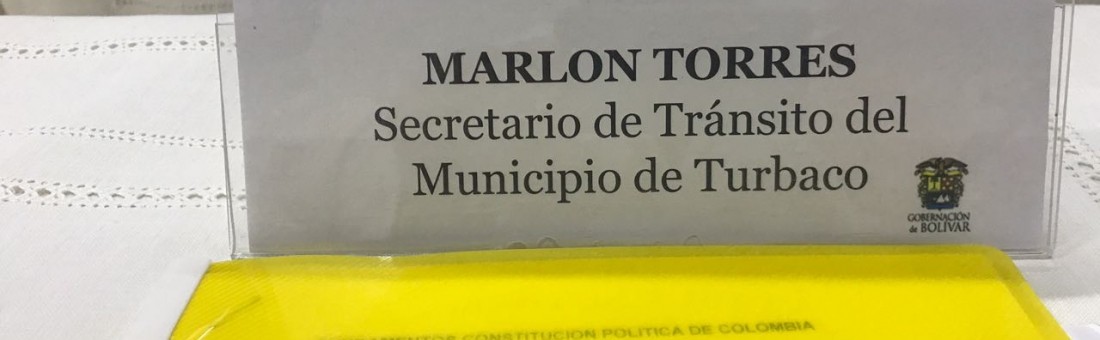 MARLON TORRES
Secretario de Tránsito del
Municipio de Turbaco
GOBERNACIÓN
de BOLÍVAR
CONSTITUCION POLITICA DE COLOMBIA